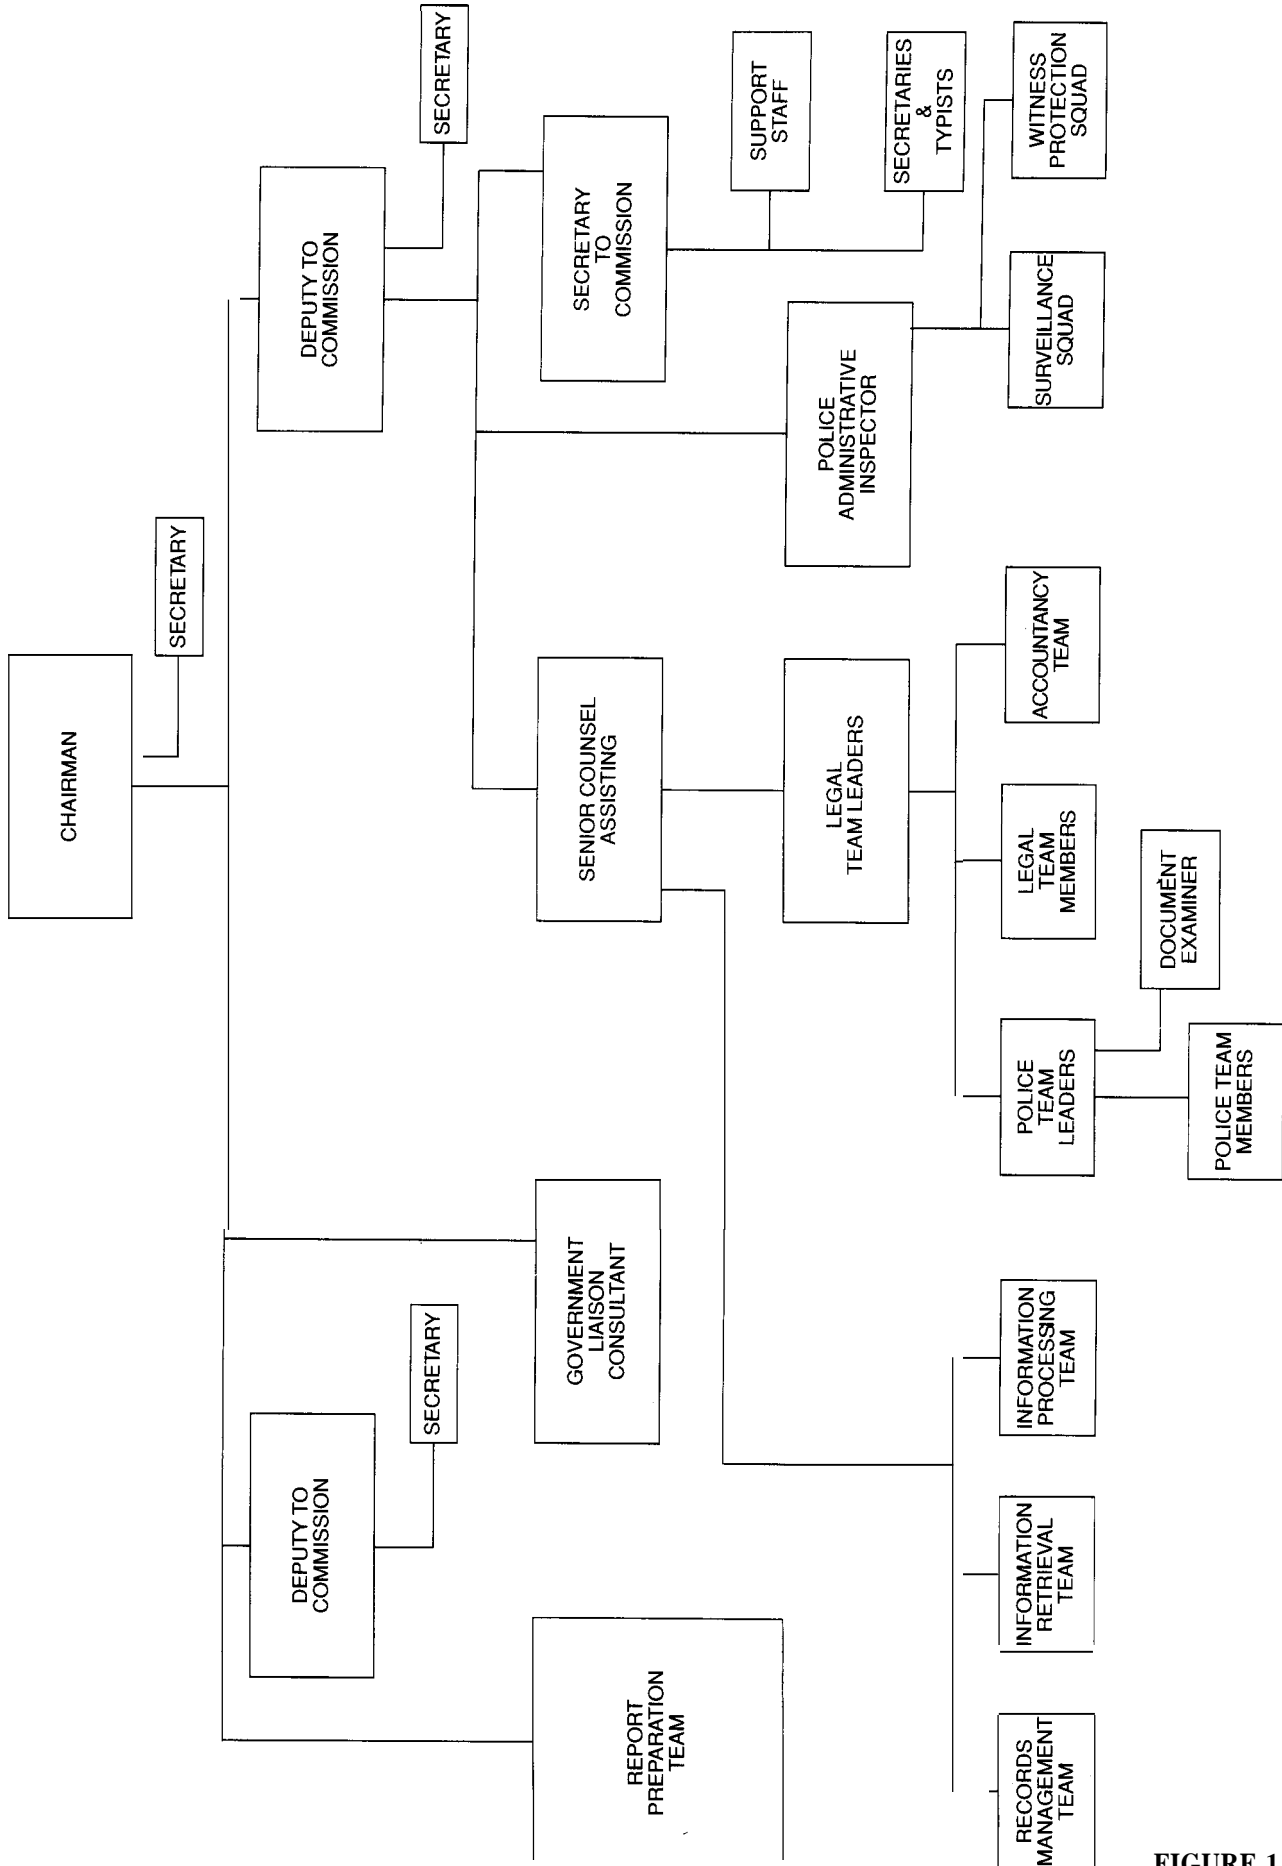 CHAIRMAN
SECRETARY
DEPUTY TO
COMMISSION
SECRETARY
DEPUTY TO
COMMISSION
SECRETARY
REPORT
PREPARATION
TEAM
GOVERNMENT
LIAISON
CONSULTANT
SENIOR COUNSEL
ASSISTING
SECRETARY
TO
COMMISSION
LEGAL
TEAM LEADERS
POLICE
ADMINISTRATIVE
INSPECTOR
SUPPORT
STAFF
SECRETARIES
&
TYPISTS
RECORDS
MANAGEMENT
TEAM
INFORMATION
RETRIEVAL
TEAM
INFORMATION
PROCESSING
TEAM
POLICE
TEAM
LEADERS
LEGAL
TEAM
MEMBERS
ACCOUNTANCY
TEAM
SURVEILLANCE
SQUAD
WITNESS
PROTECTION
SQUAD
DOCUMENT
EXAMINER
POLICE TEAM
MEMBERS
FIGURE 1